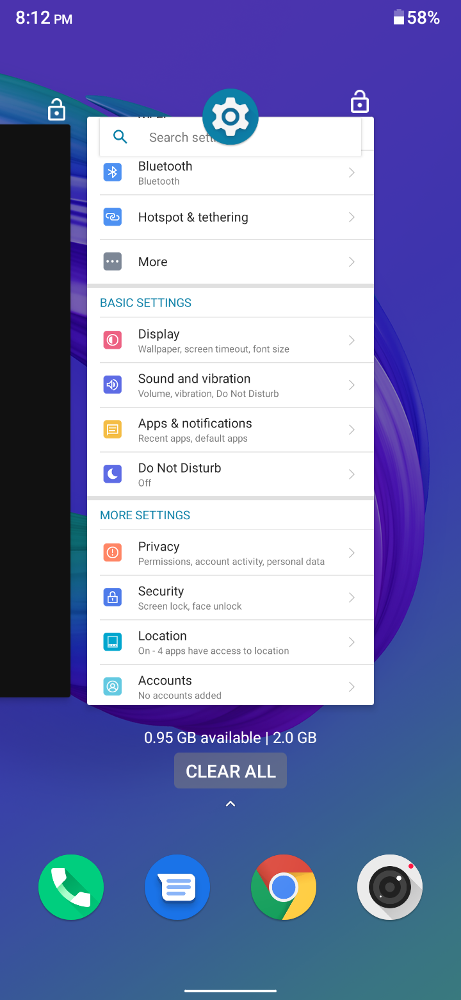 8:12 PM
58%
Search
Bluetooth
Bluetooth
Hotspot & tethering
More
BASIC SETTINGS
Display
Wallpaper, screen timeout, font size
Sound and vibration
Volume, vibration, Do Not Disturb
Apps & notifications
Recent apps, default apps
Do Not Disturb
Off
MORE SETTINGS
Privacy
Permissions, account activity, personal data
Security
Screen lock, face unlock
Location
On - 4 apps have access to location
Accounts
No accounts added
0.95 GB available | 2.0 GB
CLEAR ALL